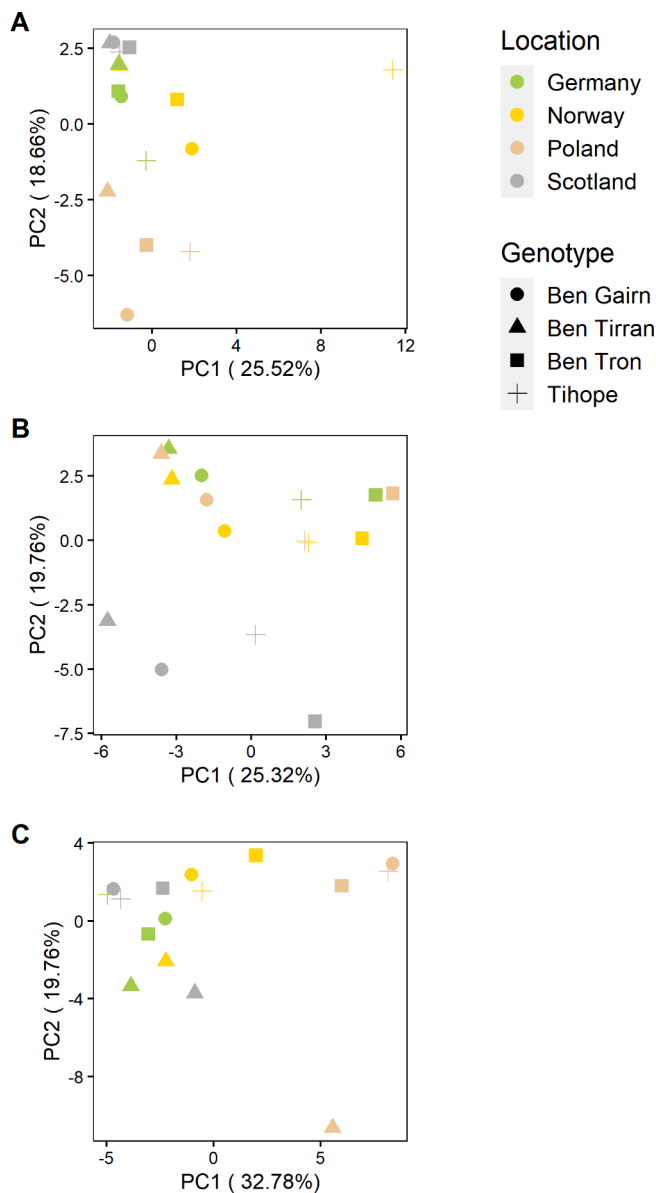 A
2.5
0.0
-2.5
-5.0
PC2 ( 18.66%)
0
4
8
12
PC1 ( 25.52%)
Location
Germany
Norway
Poland
Scotland
Genotype
Ben Gairn
Ben Tirran
Ben Tron
Tihope
B
2.5
0.0
-2.5
-5.0
-7.5
PC2 ( 19.76%)
-6
-3
0
3
6
PC1 ( 25.32%)
C
4
0
-4
-8
PC2 ( 19.76%)
-5
0
5
PC1 ( 32.78%)